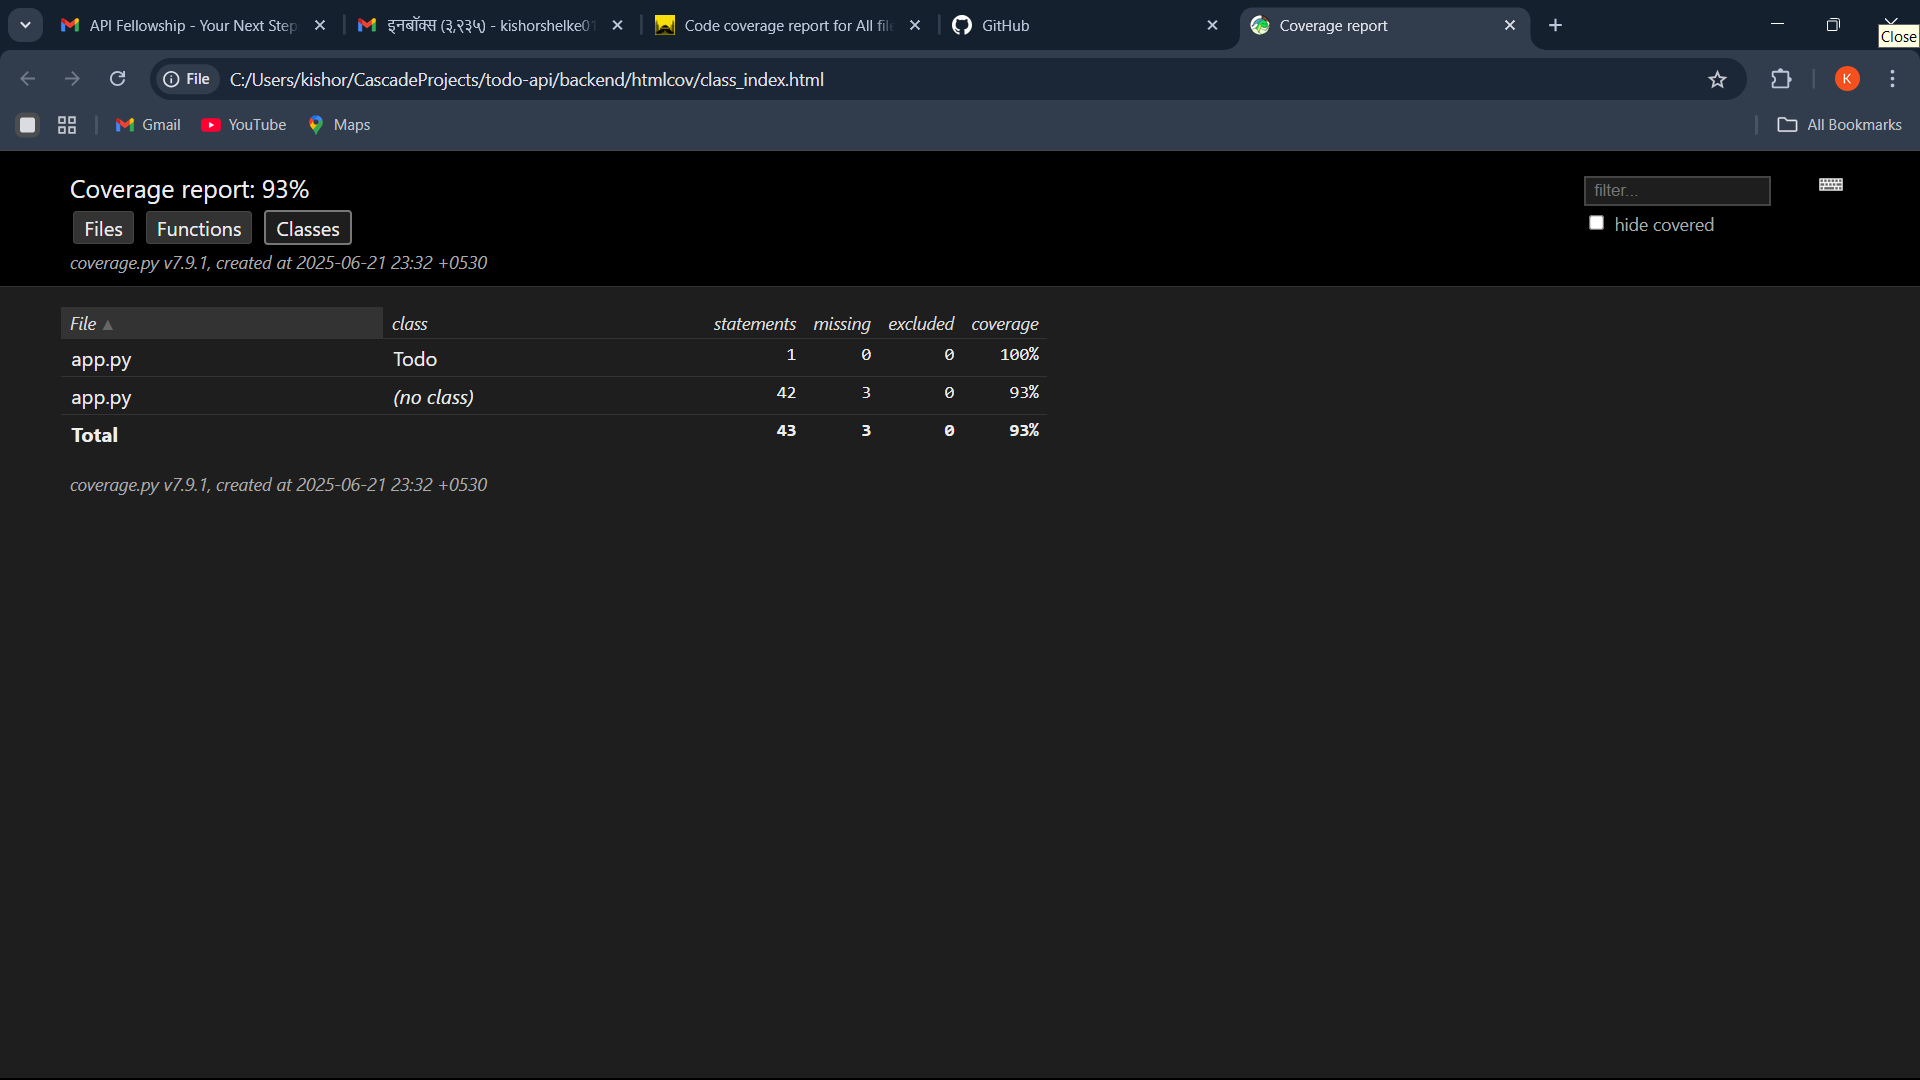 API Fellowship - Your Next Step
इनबॉक्स (३,२३५) - kishorshelke01
Code coverage report for All file
GitHub
Coverage report
Close
File
C:/Users/kishor/CascadeProjects/todo-api/backend/htmlcov/class_index.html
K
Gmail
YouTube
Maps
All Bookmarks
Coverage report: 93%
filter...
Files
Functions
Classes
hide covered
coverage.py v7.9.1, created at 2025-06-21 23:32 +0530
File ▲ class statements missing excluded coverage
app.py Todo 1 0 0 100%
app.py (no class) 42 3 0 93%
Total 43 3 0 93%
coverage.py v7.9.1, created at 2025-06-21 23:32 +0530